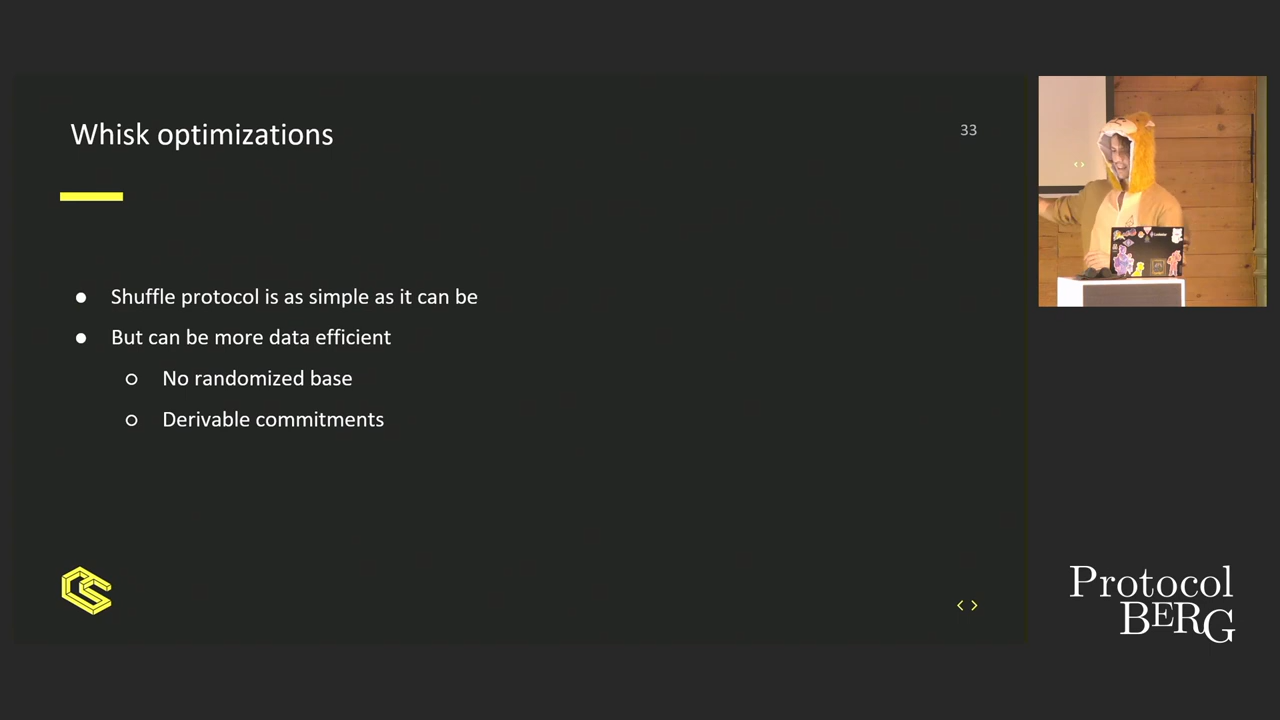 Whisk optimizations
33
● Shuffle protocol is as simple as it can be
● But can be more data efficient
○ No randomized base
○ Derivable commitments
< >
Protocol
BERG